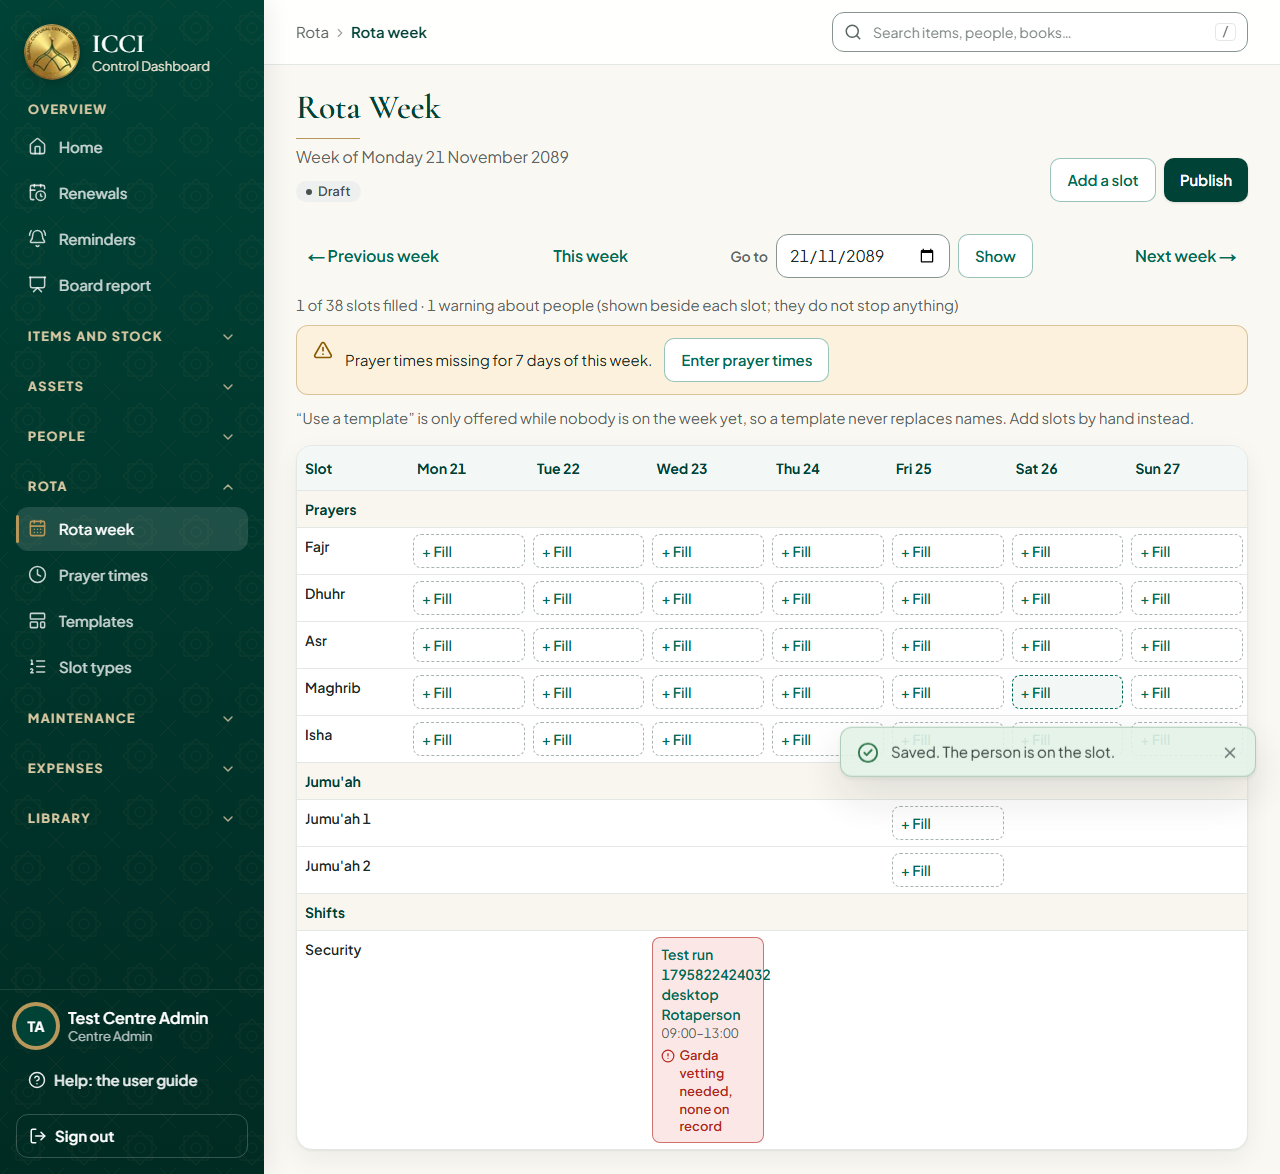 ICCI
Control Dashboard
OVERVIEW
Home
Renewals
Reminders
Board report
ITEMS AND STOCK
ASSETS
PEOPLE
ROTA
Rota week
Prayer times
Templates
Slot types
MAINTENANCE
EXPENSES
LIBRARY
TA
Test Centre Admin
Centre Admin
Help: the user guide
Sign out
Rota › Rota week
Search items, people, books… /
Rota Week
Week of Monday 21 November 2089
Draft
Add a slot
Publish
← Previous week
This week
Go to 21/11/2089 Show
Next week →
1 of 38 slots filled · 1 warning about people (shown beside each slot; they do not stop anything)
Prayer times missing for 7 days of this week. Enter prayer times
“Use a template” is only offered while nobody is on the week yet, so a template never replaces names. Add slots by hand instead.
Slot Mon 21 Tue 22 Wed 23 Thu 24 Fri 25 Sat 26 Sun 27
Prayers
Fajr + Fill + Fill + Fill + Fill + Fill + Fill + Fill
Dhuhr + Fill + Fill + Fill + Fill + Fill + Fill + Fill
Asr + Fill + Fill + Fill + Fill + Fill + Fill + Fill
Maghrib + Fill + Fill + Fill + Fill + Fill + Fill + Fill
Isha + Fill + Fill + Fill + Fill + Fill + Fill + Fill
Saved. The person is on the slot.
Jumu'ah
Jumu'ah 1 + Fill
Jumu'ah 2 + Fill
Shifts
Security
Test run
1795822424032
desktop
Rotaperson
09:00–13:00
Garda
vetting
needed,
none on
record